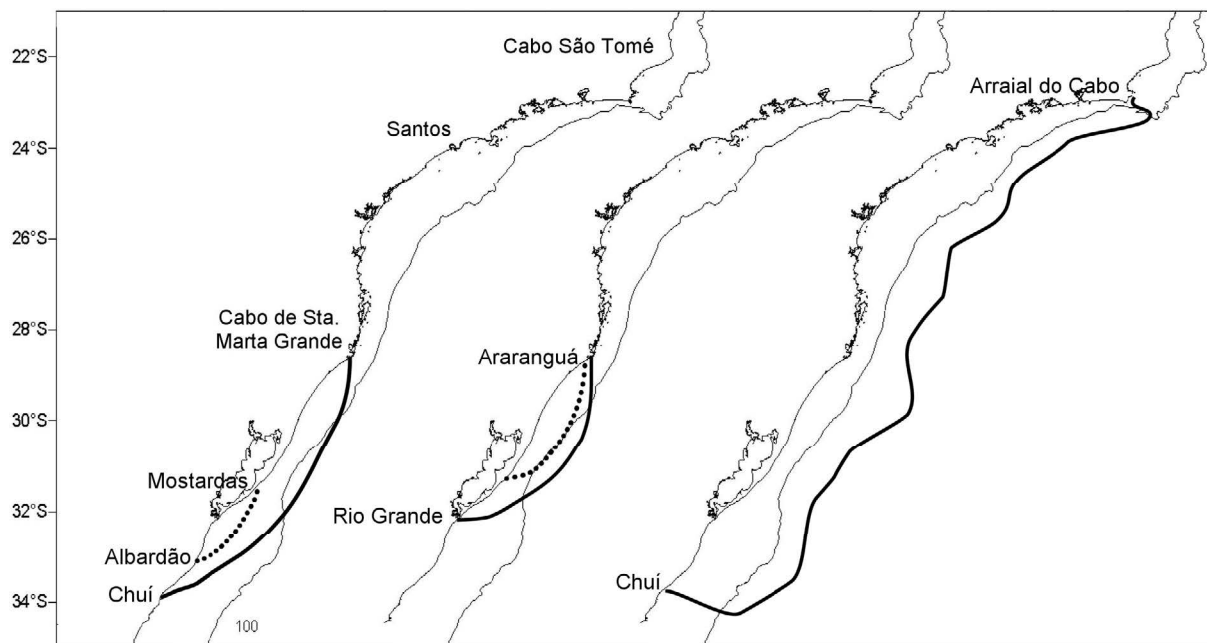 22°S
24°S
26°S
28°S
30°S
32°S
34°S
Cabo São Tomé
Santos
Cabo de Sta.
Marta Grande
Mostardas
Albardão
Chuí
100
Araranguá
Rio Grande
Arraial do Cabo
Chuí